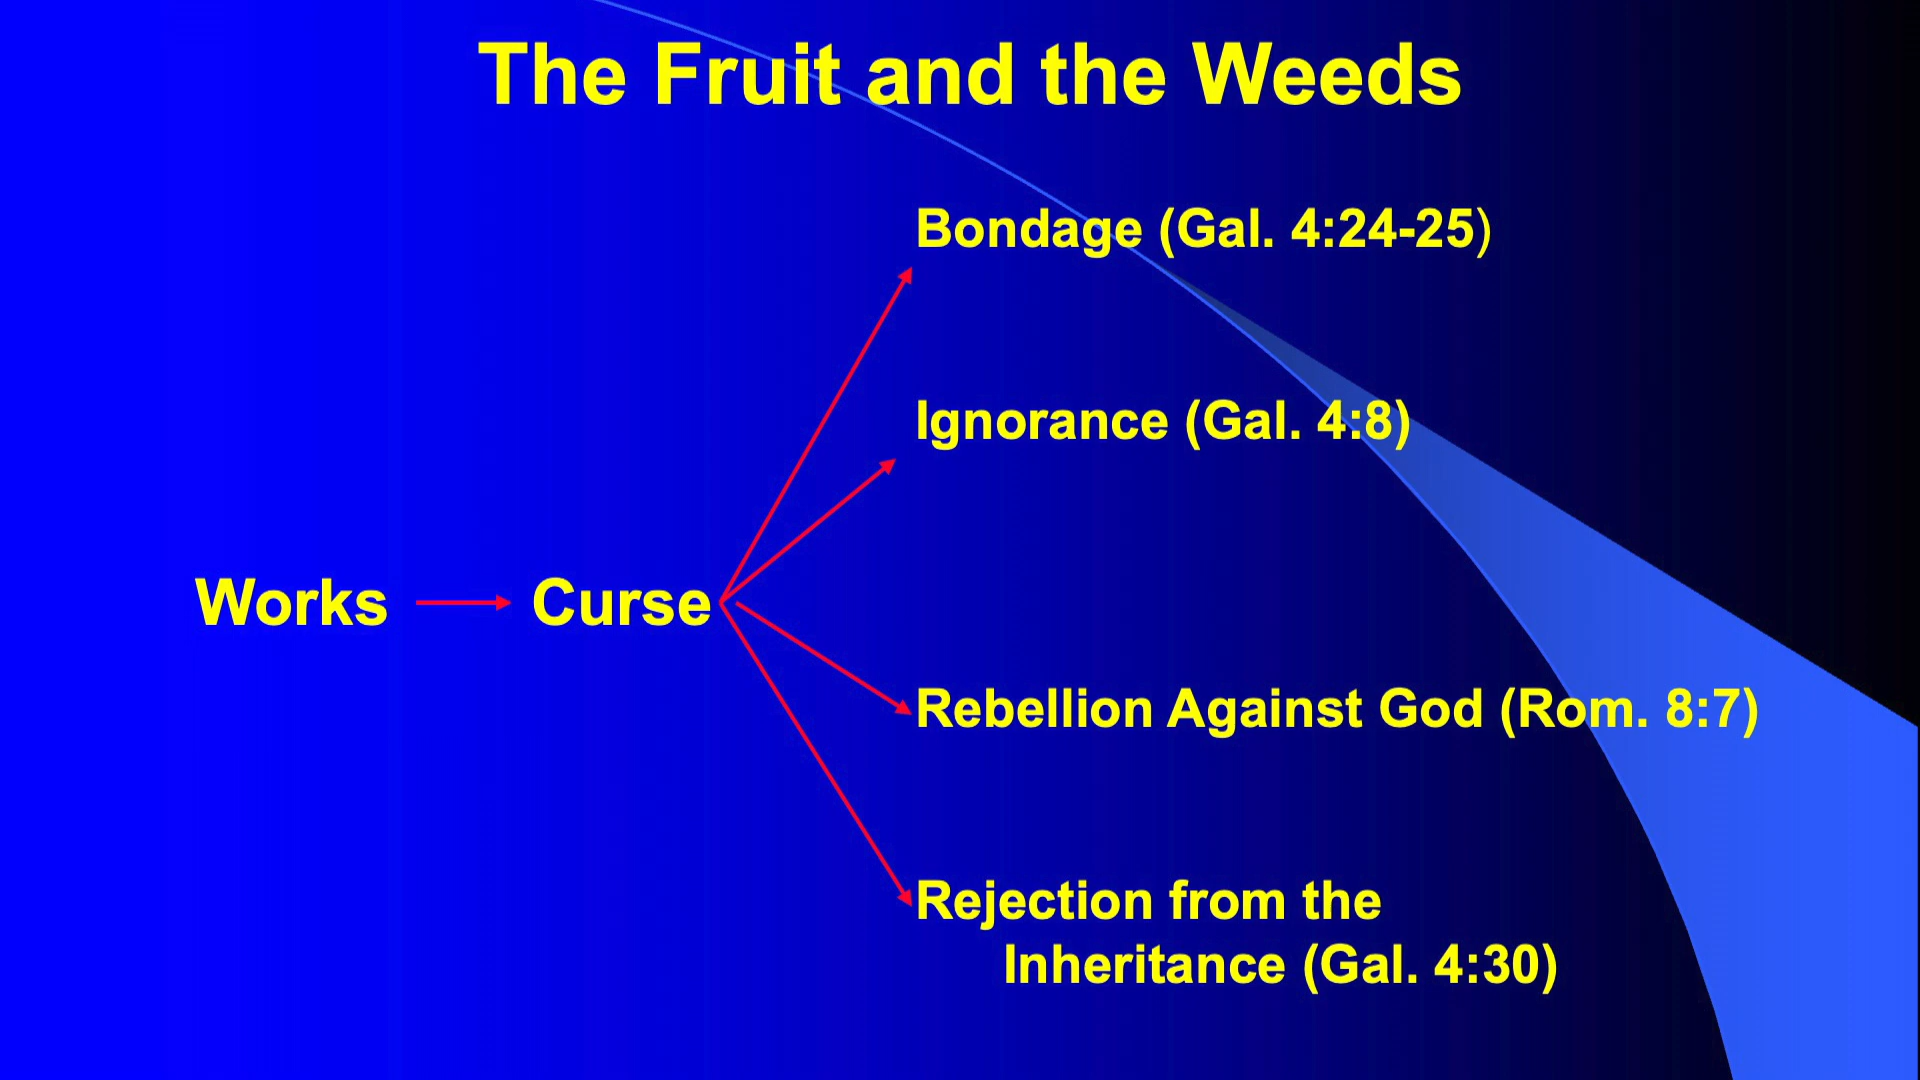 The Fruit and the Weeds
Bondage (Gal. 4:24-25)
Ignorance (Gal. 4:8)
Works
Curse
Rebellion Against God (Rom. 8:7)
Rejection from the
Inheritance (Gal. 4:30)